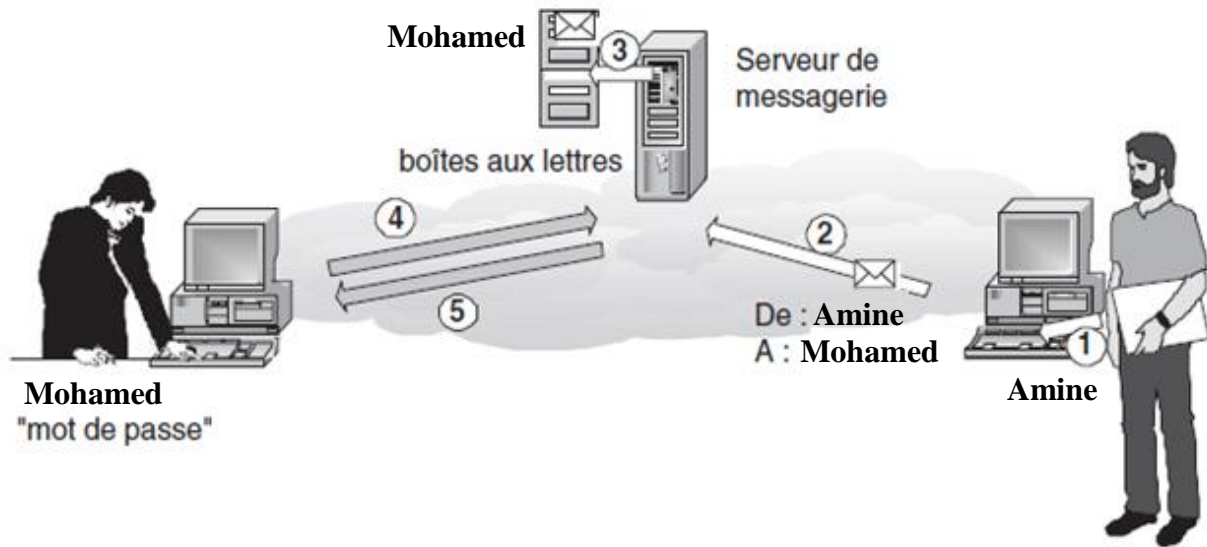 Mohamed
3
Serveur de
messagerie
boîtes aux lettres
4
2
5
De : Amine
A : Mohamed
1
Mohamed
"mot de passe"
Amine